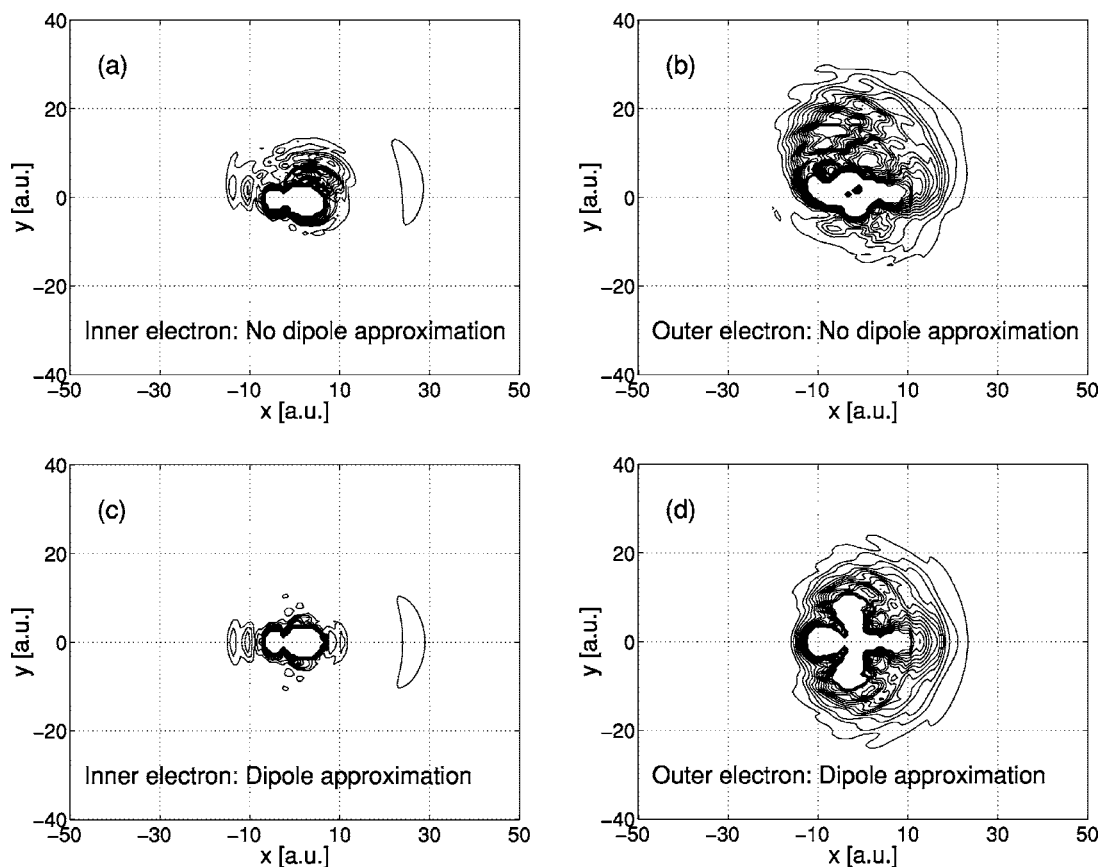 40
20
0
−20
−40
−50
−30
−10
10
30
50
y [a.u.]
x [a.u.]
(a)
Inner electron: No dipole approximation
40
20
0
−20
−40
−50
−30
−10
10
30
50
y [a.u.]
x [a.u.]
(b)
Outer electron: No dipole approximation
40
20
0
−20
−40
−50
−30
−10
10
30
50
y [a.u.]
x [a.u.]
(c)
Inner electron: Dipole approximation
40
20
0
−20
−40
−50
−30
−10
10
30
50
y [a.u.]
x [a.u.]
(d)
Outer electron: Dipole approximation